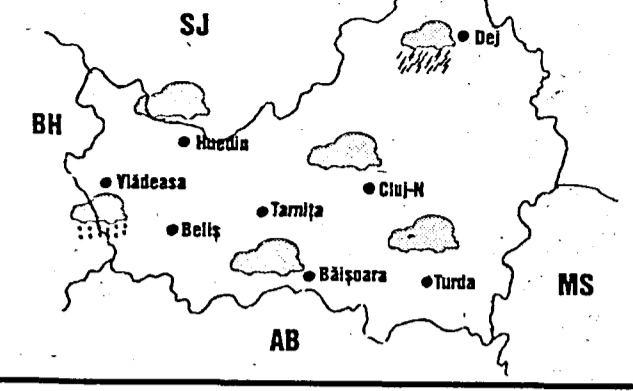 SJ
Dej
BH
Huedin
Vlădeasa
Cluj-N
Tarnița
Beliș
Băișoara
Turda
MS
AB